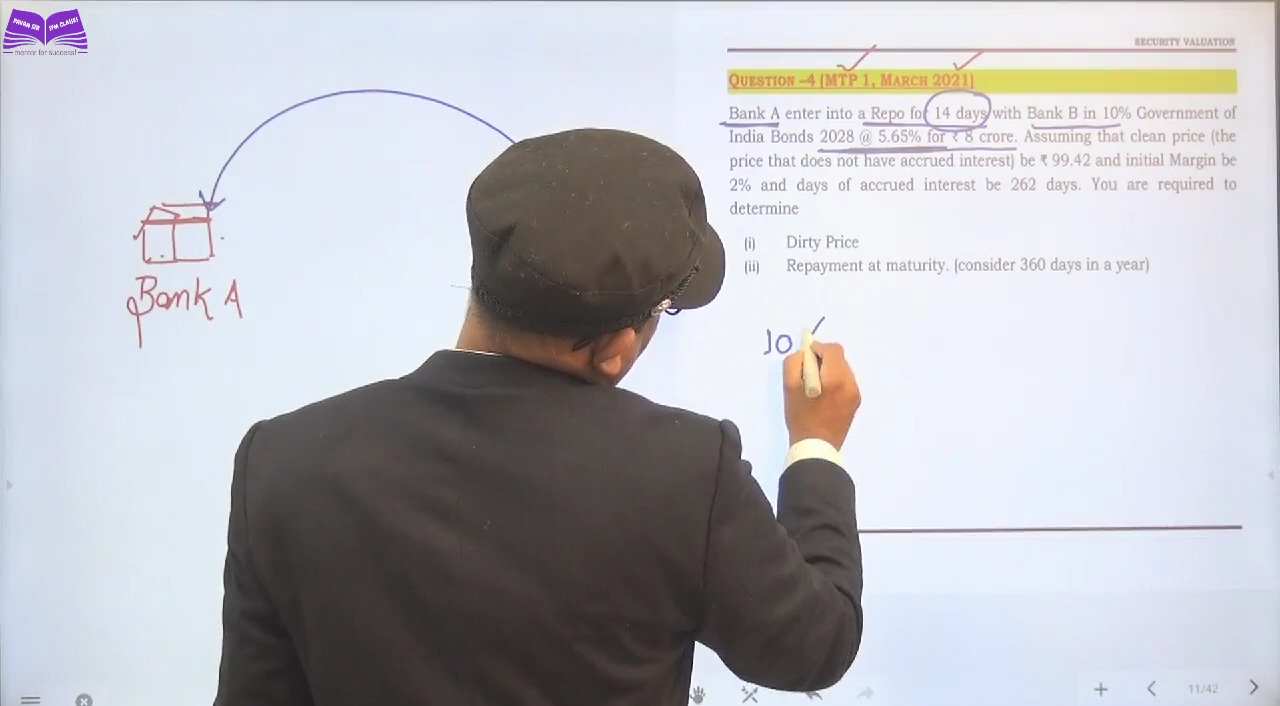 PAVAN SIR SFM CLASSES
mentor for success!
SECURITY VALUATION
QUESTION –4 [MTP 1, MARCH 2021]
Bank A enter into a Repo for 14 days with Bank B in 10% Government of
India Bonds 2028 @ 5.65% for ₹ 8 crore. Assuming that clean price (the
price that does not have accrued interest) be ₹ 99.42 and initial Margin be
2% and days of accrued interest be 262 days. You are required to
determine
(i) Dirty Price
(ii) Repayment at maturity. (consider 360 days in a year)
Bank A
10
11/42